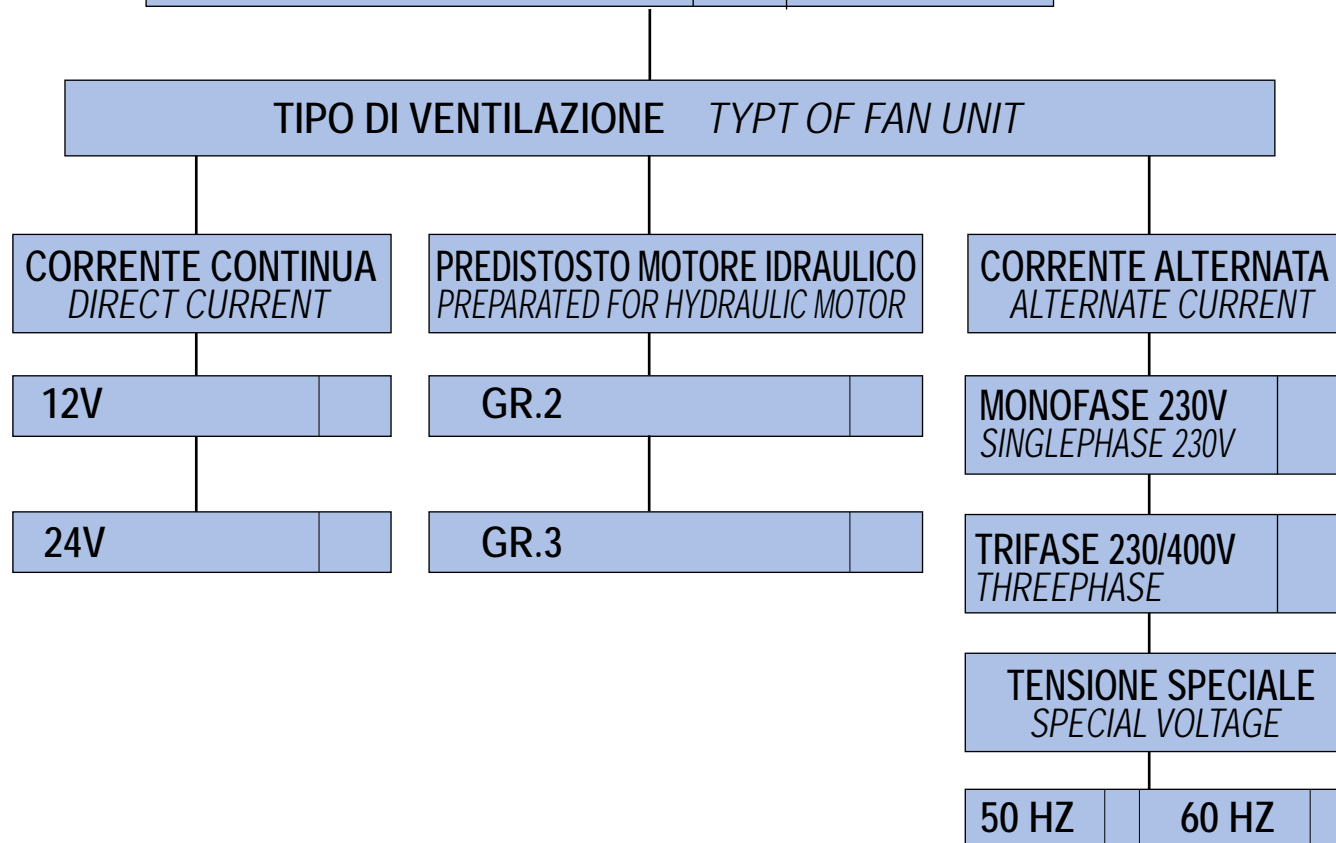 TIPO DI VENTILAZIONE TYPT OF FAN UNIT
CORRENTE CONTINUA
DIRECT CURRENT
PREDISTOSTO MOTORE IDRAULICO
PREPARATED FOR HYDRAULIC MOTOR
CORRENTE ALTERNATA
ALTERNATE CURRENT
12V
GR.2
MONOFASE 230V
SINGLEPHASE 230V
24V
GR.3
TRIFASE 230/400V
THREEPHASE
TENSIONE SPECIALE
SPECIAL VOLTAGE
50 HZ 60 HZ